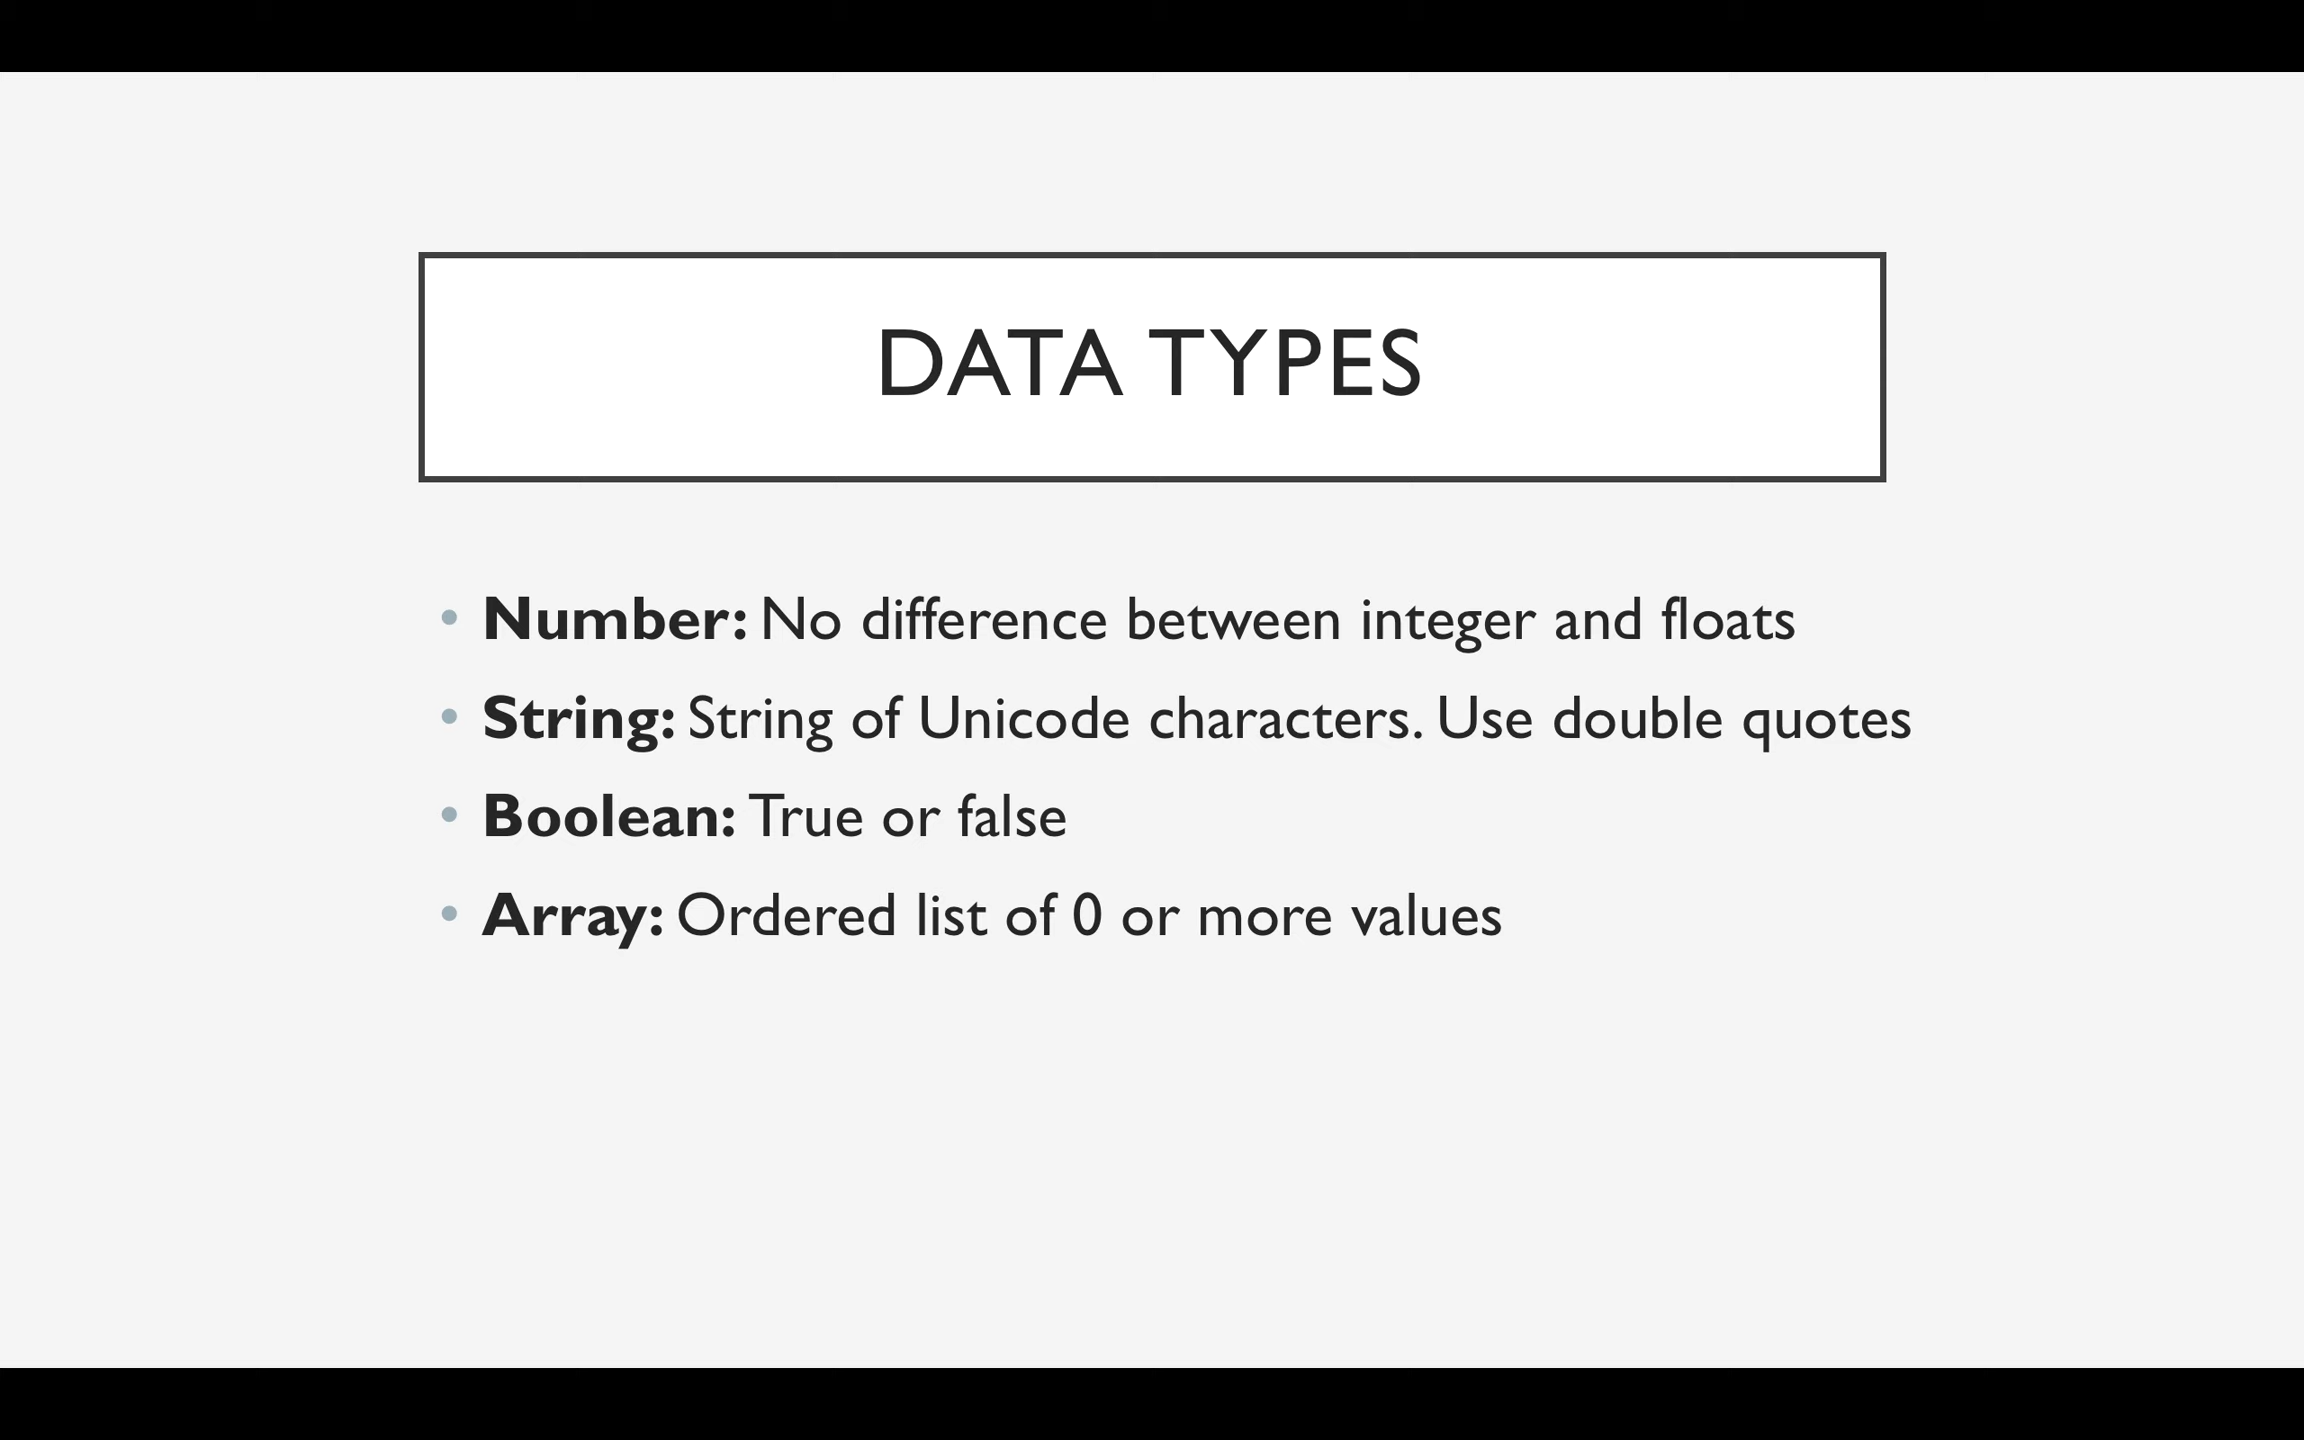 DATA TYPES
• Number: No difference between integer and floats
• String: String of Unicode characters. Use double quotes
• Boolean: True or false
• Array: Ordered list of 0 or more values